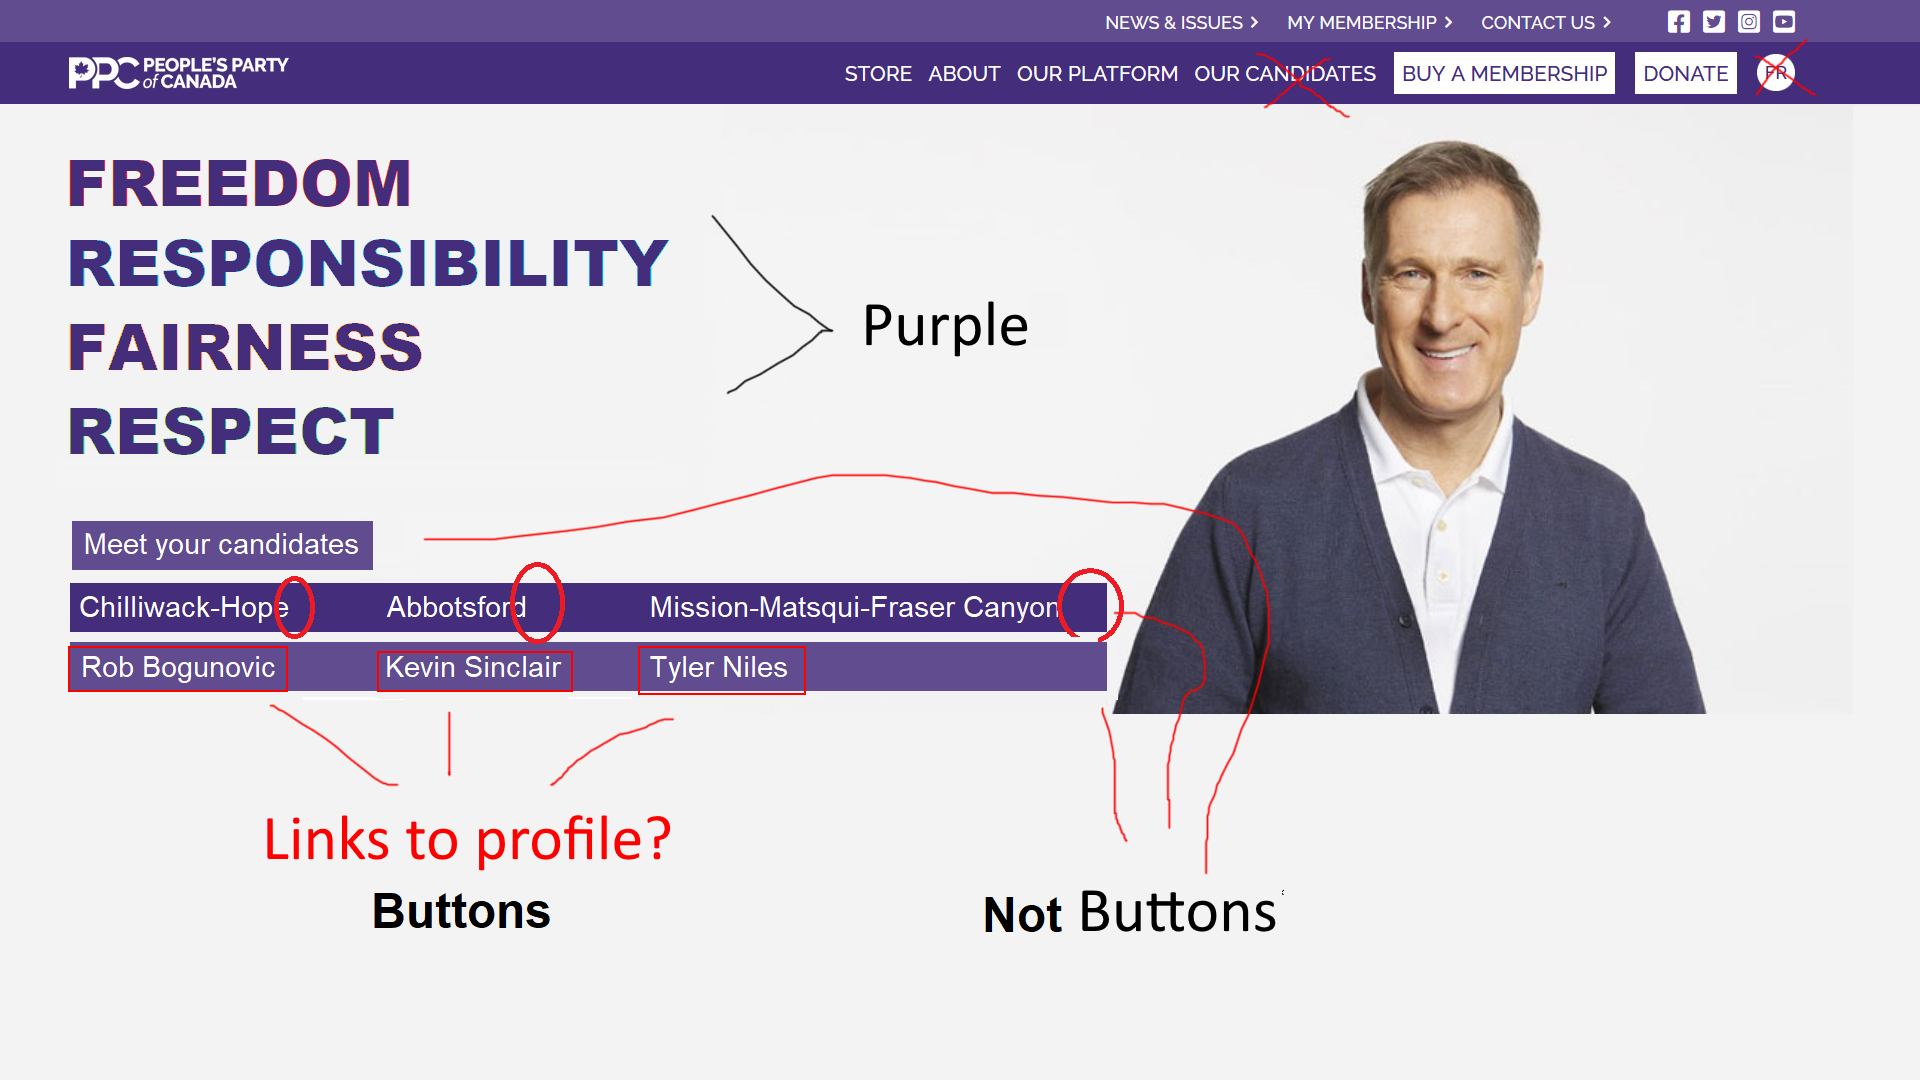 NEWS & ISSUES MY MEMBERSHIP CONTACT US
PPC PEOPLE'S PARTY of CANADA
STORE ABOUT OUR PLATFORM OUR CANDIDATES BUY A MEMBERSHIP DONATE FR
FREEDOM
RESPONSIBILITY
FAIRNESS
RESPECT
Purple
Meet your candidates
Chilliwack-Hope Abbotsford Mission-Matsqui-Fraser Canyon
Rob Bogunovic Kevin Sinclair Tyler Niles
Links to profile?
Buttons
Not Buttons